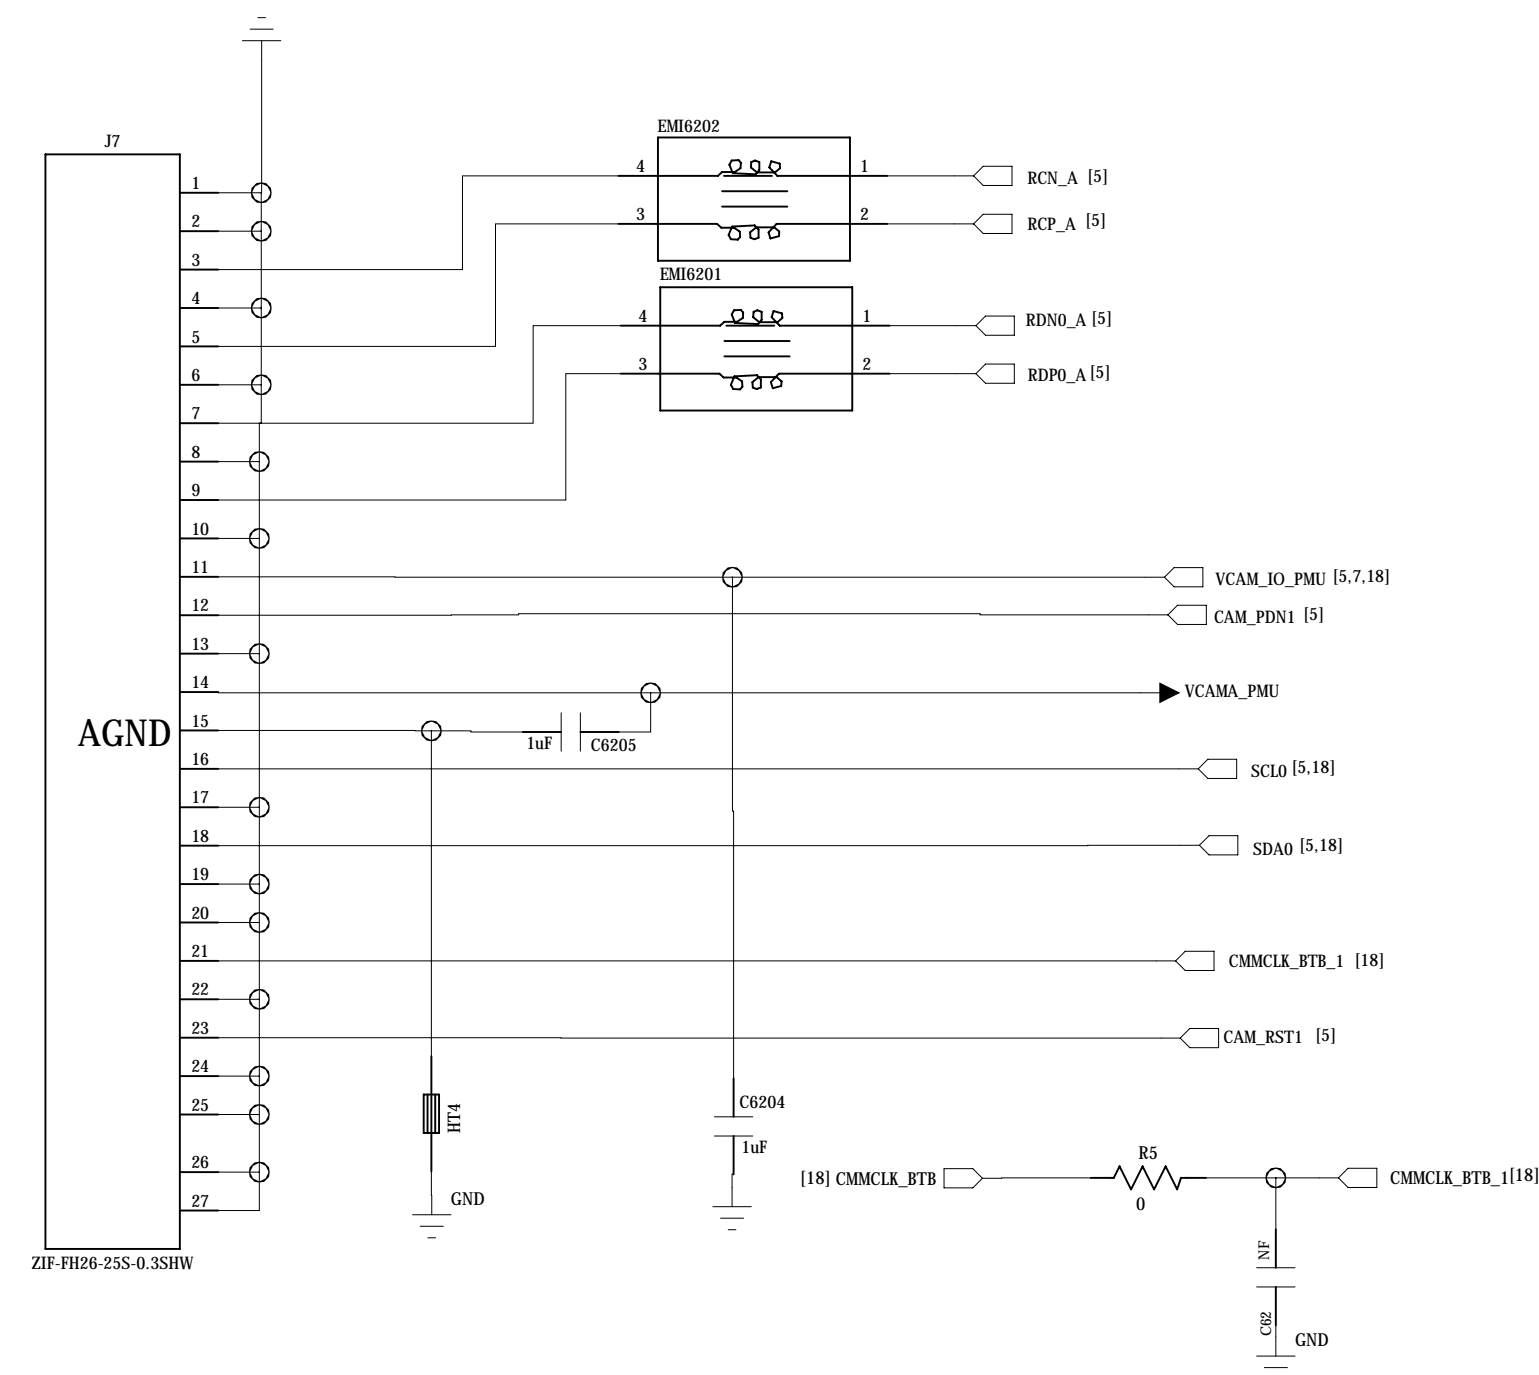 J7
1
2
3
4
5
6
7
8
9
10
11
12
13
14
15
16
17
18
19
20
21
22
23
24
25
26
27
AGND
ZIF-FH26-25S-0.3SHW
EMI6202
4 1 RCN_A [5]
3 2 RCP_A [5]
EMI6201
4 1 RDN0_A [5]
3 2 RDP0_A [5]
VCAM_IO_PMU [5,7,18]
CAM_PDN1 [5]
VCAMA_PMU
1uF C6205
SCL0 [5,18]
SDA0 [5,18]
CMMCLK_BTB_1 [18]
CAM_RST1 [5]
HT4
GND
C6204
1uF
R5
[18] CMMCLK_BTB
0
CMMCLK_BTB_1[18]
NF
C62
GND